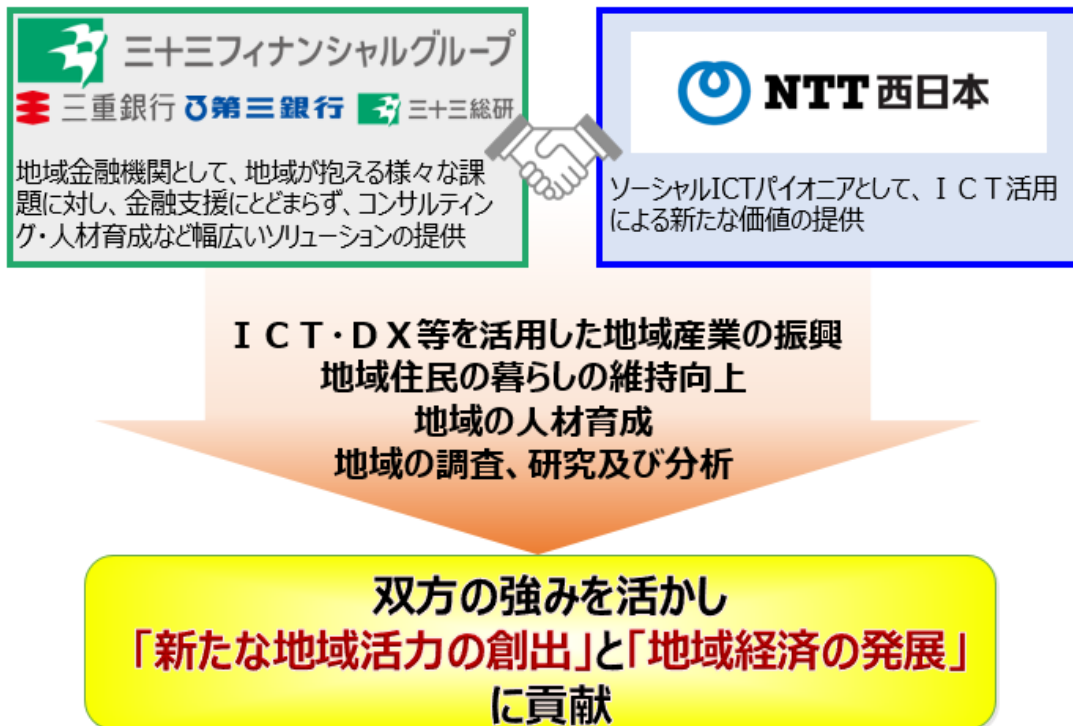 三十三フィナンシャルグループ
三重銀行 第三銀行 三十三総研
地域金融機関として、地域が抱える様々な課
題に対し、金融支援にとどまらず、コンサルティン
グ・人材育成など幅広いソリューションの提供
NTT西日本
ソーシャルICTパイオニアとして、ＩＣＴ活用
による新たな価値の提供
ＩＣＴ・ＤＸ等を活用した地域産業の振興
地域住民の暮らしの維持向上
地域の人材育成
地域の調査、研究及び分析
双方の強みを活かし
「新たな地域活力の創出」と「地域経済の発展」
に貢献